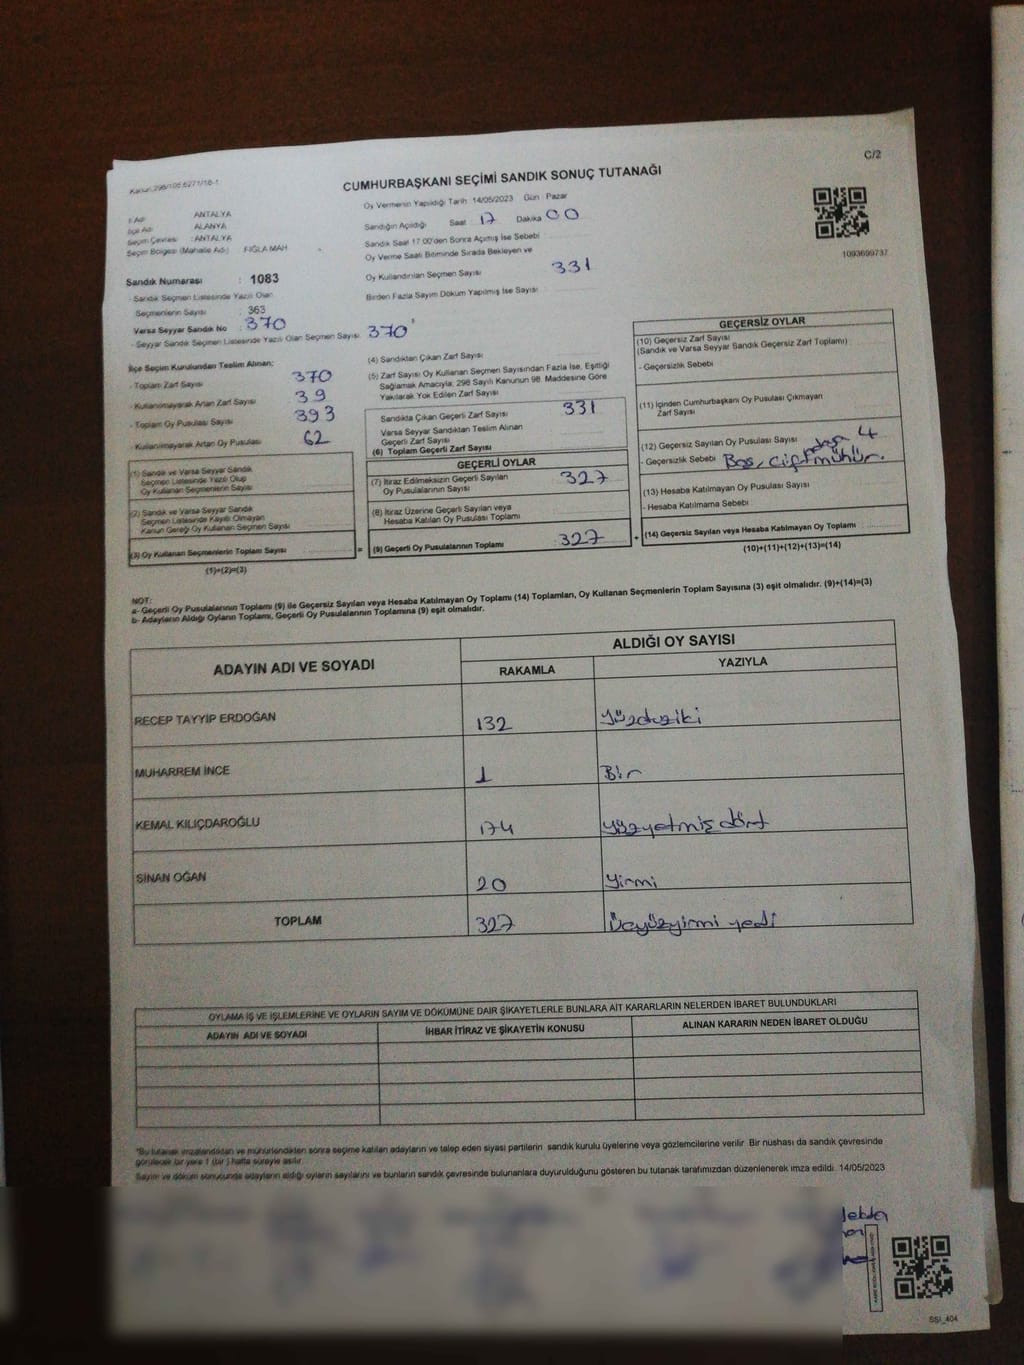 Kanun 298/105,6271/18-1
C/2
CUMHURBAŞKANI SEÇİMİ SANDIK SONUÇ TUTANAĞI
Oy Vermenin Yapıldığı Tarih 14/05/2023 Gün : Pazar
İl Adı ANTALYA
İlçe Adı ALANYA
Seçim Çevresi : ANTALYA
Seçim Bölgesi (Mahalle Adı) FIĞLA MAH
Sandığın Açıldığı Saat 17 Dakika 00
Sandık Saat 17.00'den Sonra Açılmış İse Sebebi
Oy Verme Saati Bitiminde Sırada Bekleyen ve
Oy Kullandırılan Seçmen Sayısı 331
Birden Fazla Sayım Döküm Yapılmış İse Sayısı
1093699737
Sandık Numarası : 1083
- Sandık Seçmen Listesinde Yazılı Olan
Seçmenlerin Sayısı : 363
Varsa Seyyar Sandık No : 370
- Seyyar Sandık Seçmen Listesinde Yazılı Olan Seçmen Sayısı 370
İlçe Seçim Kurulundan Teslim Alınan:
- Toplam Zarf Sayısı 370
- Kullanılmayarak Artan Zarf Sayısı 39
- Toplam Oy Pusulası Sayısı 393
- Kullanılmayarak Artan Oy Pusulası 62
(1) Sandık ve Varsa Seyyar Sandık
Seçmen Listesinde Yazılı Olup
Oy Kullanan Seçmenlerin Sayısı
(2) Sandık ve Varsa Seyyar Sandık
Seçmen Listesinde Kayıtlı Olmayan
Kanun Gereği Oy Kullanan Seçmen Sayısı
(3) Oy Kullanan Seçmenlerin Toplam Sayısı =
(1)+(2)=(3)
(4) Sandıktan Çıkan Zarf Sayısı
(5) Zarf Sayısı Oy Kullanan Seçmen Sayısından Fazla İse, Eşitliği
Sağlamak Amacıyla, 298 Sayılı Kanunun 98. Maddesine Göre
Yakılarak Yok Edilen Zarf Sayısı
Sandıkta Çıkan Geçerli Zarf Sayısı 331
Varsa Seyyar Sandıktan Teslim Alınan
Geçerli Zarf Sayısı
(6) Toplam Geçerli Zarf Sayısı
GEÇERLİ OYLAR
(7) İtiraz Edilmeksizin Geçerli Sayılan
Oy Pusulalarının Sayısı 327
(8) İtiraz Üzerine Geçerli Sayılan veya
Hesaba Katılan Oy Pusulası Toplamı
(9) Geçerli Oy Pusulalarının Toplamı 327 +
GEÇERSİZ OYLAR
(10) Geçersiz Zarf Sayısı
(Sandık ve Varsa Seyyar Sandık Geçersiz Zarf Toplamı)
- Geçersizlik Sebebi
(11) İçinden Cumhurbaşkanı Oy Pusulası Çıkmayan
Zarf Sayısı
(12) Geçersiz Sayılan Oy Pusulası Sayısı 4
- Geçersizlik Sebebi Boş, çift mühür.
(13) Hesaba Katılmayan Oy Pusulası Sayısı
- Hesaba Katılmama Sebebi
(14) Geçersiz Sayılan veya Hesaba Katılmayan Oy Toplamı
(10)+(11)+(12)+(13)=(14)
NOT:
a- Geçerli Oy Pusulalarının Toplamı (9) ile Geçersiz Sayılan veya Hesaba Katılmayan Oy Toplamı (14) Toplamları, Oy Kullanan Seçmenlerin Toplam Sayısına (3) eşit olmalıdır. (9)+(14)=(3)
b- Adayların Aldığı Oyların Toplamı, Geçerli Oy Pusulalarının Toplamına (9) eşit olmalıdır.
ADAYIN ADI VE SOYADI
ALDIĞI OY SAYISI
RAKAMLA YAZIYLA
RECEP TAYYİP ERDOĞAN 132 yüzduziki
MUHARREM İNCE 1 Bir
KEMAL KILIÇDAROĞLU 174 yüzyetmiş dört
SİNAN OĞAN 20 yirmi
TOPLAM 327 Üçyüzyirmi yedi
OYLAMA İŞ VE İŞLEMLERİNE VE OYLARIN SAYIM VE DÖKÜMÜNE DAİR ŞİKAYETLERLE BUNLARA AİT KARARLARIN NELERDEN İBARET BULUNDUKLARI
ADAYIN ADI VE SOYADI İHBAR İTİRAZ VE ŞİKAYETİN KONUSU ALINAN KARARIN NEDEN İBARET OLDUĞU
"Bu tutanak imzalandıktan ve mühürlendikten sonra seçime katılan adayların ve talep eden siyasi partilerin sandık kurulu üyelerine veya gözlemcilerine verilir. Bir nüshası da sandık çevresinde
görülecek bir yere 1 (bir ) hafta süreyle asılır.
Sayım ve döküm sonucunda adayların aldığı oyların sayılarını ve bunların sandık çevresinde bulunanlara duyurulduğunu gösteren bu tutanak tarafımızdan düzenlenerek imza edildi. 14/05/2023
SSI_404